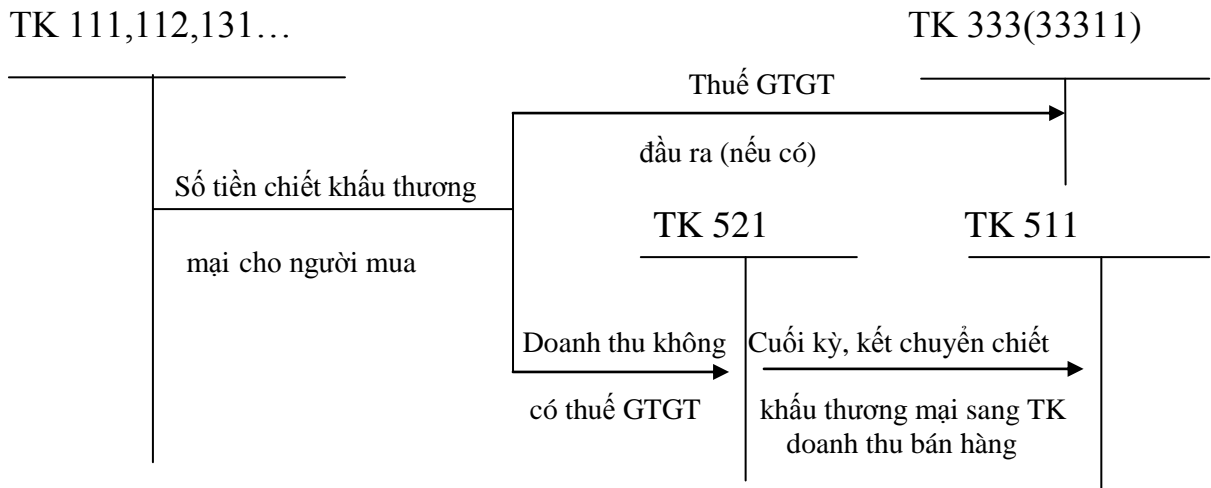 TK 111,112,131…
TK 333(33311)
Thuế GTGT
đầu ra (nếu có)
Số tiền chiết khấu thương
mại cho người mua
TK 521
TK 511
Doanh thu không
có thuế GTGT
Cuối kỳ, kết chuyển chiết
khấu thương mại sang TK
doanh thu bán hàng